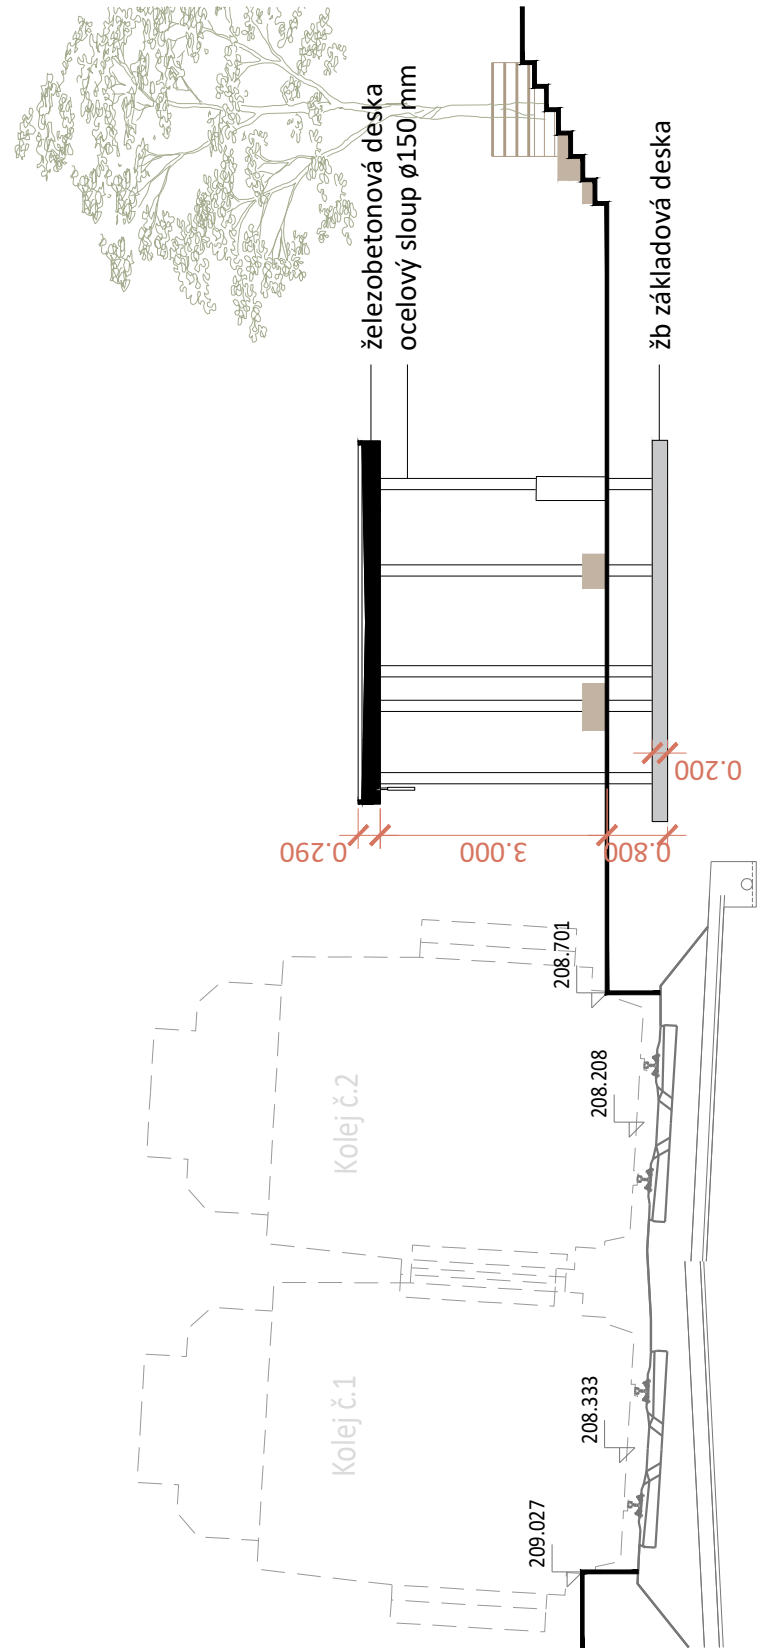 železobetonová deska
ocelový sloup ø150 mm
žb základová deska
0.290
3.000
0.800
0.200
208.701
208.208
Kolej č.2
208.333
Kolej č.1
209.027